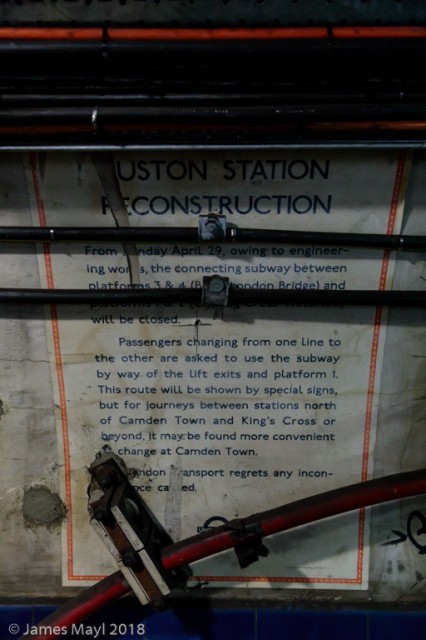 USTON STATION
R CONSTRUCTION
From nday April 29, owing to engineer-
ing wor s, the connecting subway between
platforms 3 & 4 (B London Bridge) and
will be closed.
Passengers changing from one line to
the other are asked to use the subway
by way of the lift exits and platform 1.
This route will be shown by special signs,
but for journeys between stations north
of Camden Town and King's Cross or
beyond, it may be found more convenient
change at Camden Town.
ondon ansport regrets any incon-
nce ca ed.
© James Mayl 2018